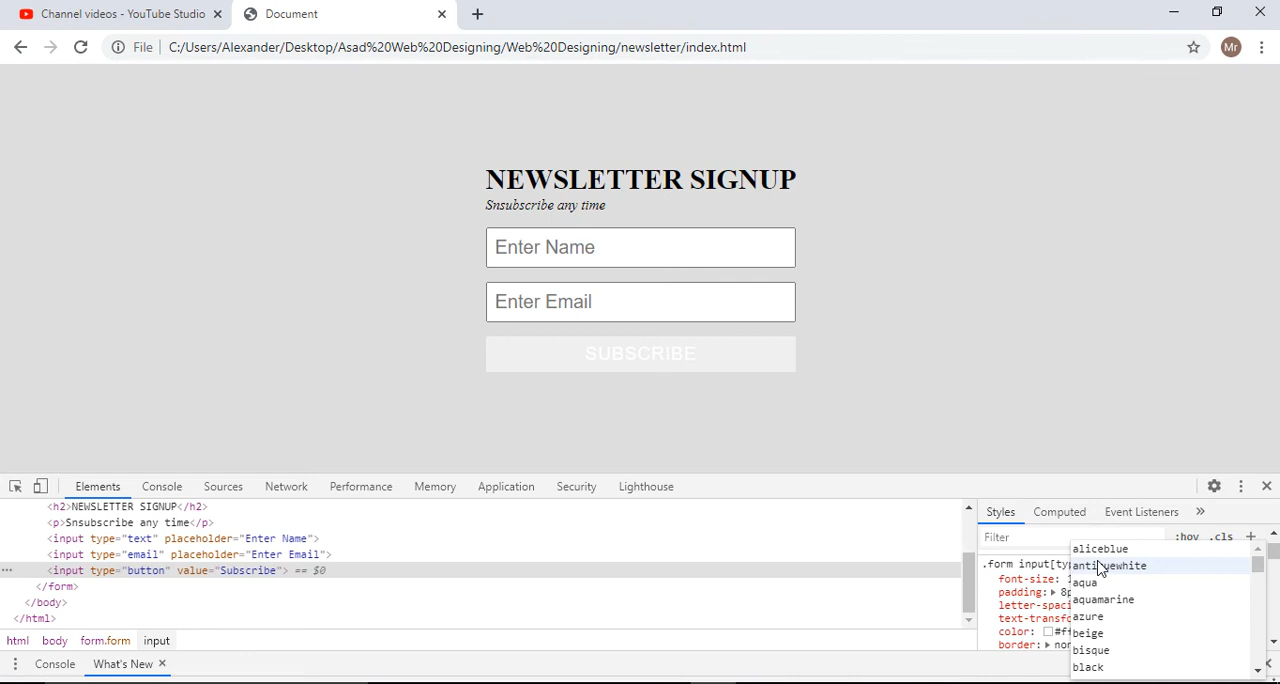 Channel videos - YouTube Studio
Document
File
C:/Users/Alexander/Desktop/Asad%20Web%20Designing/Web%20Designing/newsletter/index.html
Mr
NEWSLETTER SIGNUP
Snsubscribe any time
Enter Name
Enter Email
SUBSCRIBE
Elements Console Sources Network Performance Memory Application Security Lighthouse
<h2>NEWSLETTER SIGNUP</h2>
<p>Snsubscribe any time</p>
<input type="text" placeholder="Enter Name">
<input type="email" placeholder="Enter Email">
<input type="button" value="Subscribe"> == $0
</form>
</body>
</html>
html body form.form input
Console What's New
Styles Computed Event Listeners
Filter :hov .cls
.form input[ty
font-size: 1
padding: 8p
letter-spaci
text-transfo
color: #ff
border: non
aliceblue
antiquewhite
aqua
aquamarine
azure
beige
bisque
black